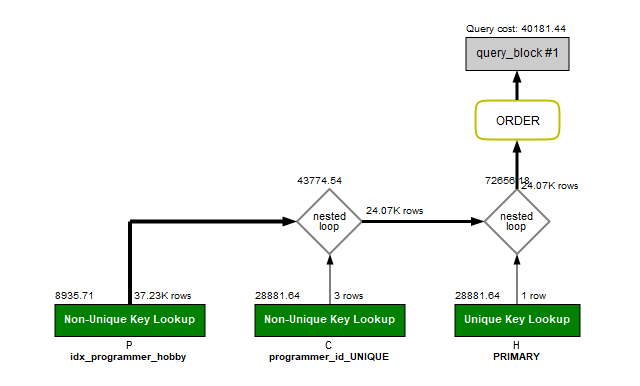 Query cost: 40181.44
query_block #1
ORDER
43774.54
72656.18
24.07K rows
nested
loop
24.07K rows
nested
loop
8935.71
37.23K rows
28881.64
3 rows
28881.64
1 row
Non-Unique Key Lookup
Non-Unique Key Lookup
Unique Key Lookup
P
C
H
idx_programmer_hobby
programmer_id_UNIQUE
PRIMARY